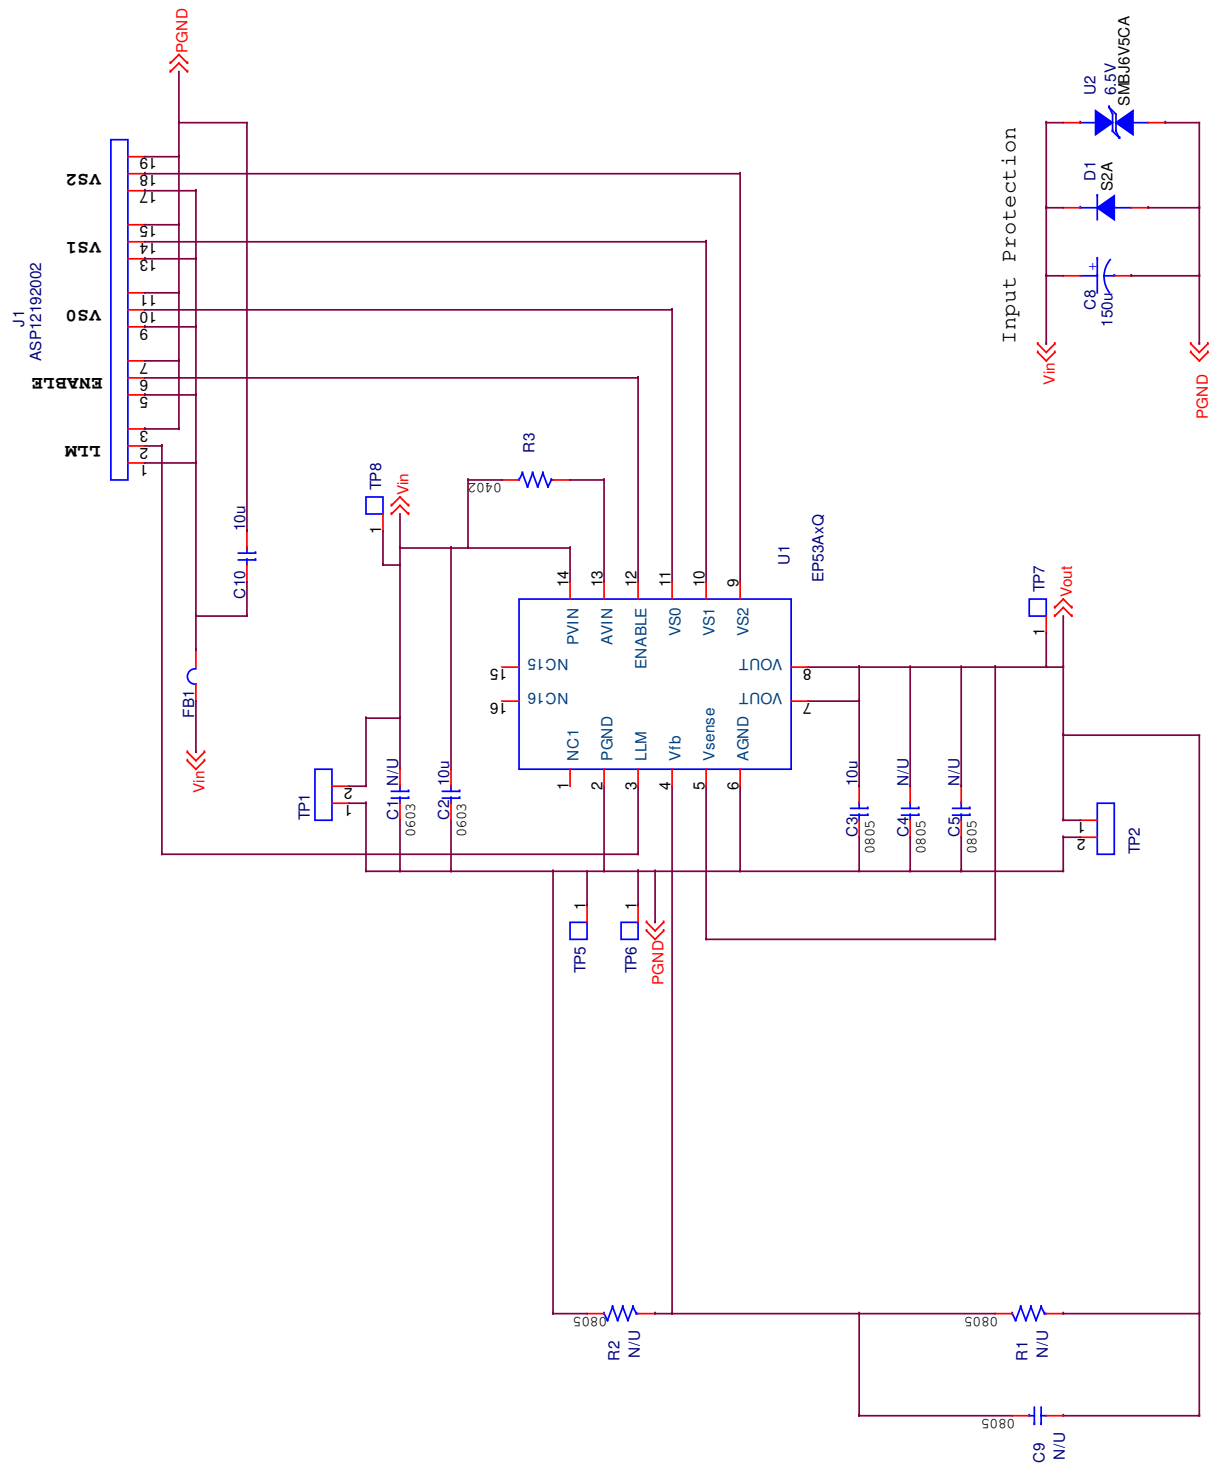 PGND
J1
ASP12192002
VS2
VS1
VS0
ENABLE
LLM
19
18
17
15
14
13
11
10
9
7
6
5
3
2
1
C10
10u
FB1
Vin
TP8
1
Vin
R3
0402
TP1
2
1
C1
N/U
0603
C2
10u
0603
U1
EP53AxQ
14
13
12
11
10
9
PVIN
AVIN
ENABLE
VS0
VS1
VS2
15
NC15
16
NC16
VOUT
8
VOUT
7
NC1
PGND
LLM
Vfb
Vsense
AGND
1
2
3
4
5
6
TP7
1
Vout
C3
10u
0805
C4
N/U
0805
C5
N/U
0805
1
2
TP2
TP5
1
TP6
1
PGND
0805
R2
N/U
0805
R1
N/U
0805
C9
N/U
Input Protection
U2
6.5V
SMBJ6V5CA
D1
S2A
C8
150u
+
Vin
PGND